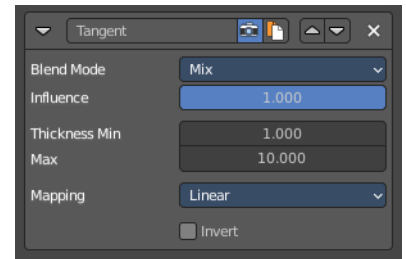 Tangent
Blend Mode Mix
Influence 1.000
Thickness Min 1.000
Max 10.000
Mapping Linear
Invert